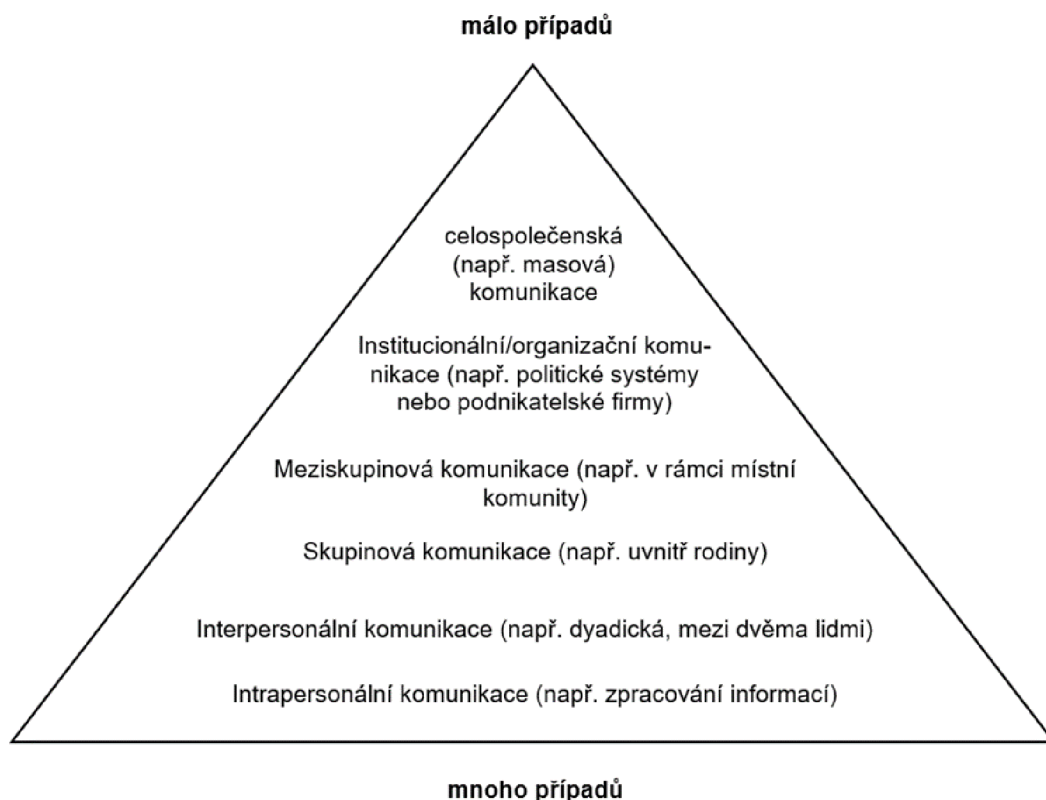 málo případů
celospolečenská
(např. masová)
komunikace
Institucionální/organizační komu-
nikace (např. politické systémy
nebo podnikatelské firmy)
Meziskupinová komunikace (např. v rámci místní
komunity)
Skupinová komunikace (např. uvnitř rodiny)
Interpersonální komunikace (např. dyadická, mezi dvěma lidmi)
Intrapersonální komunikace (např. zpracování informací)
mnoho případů